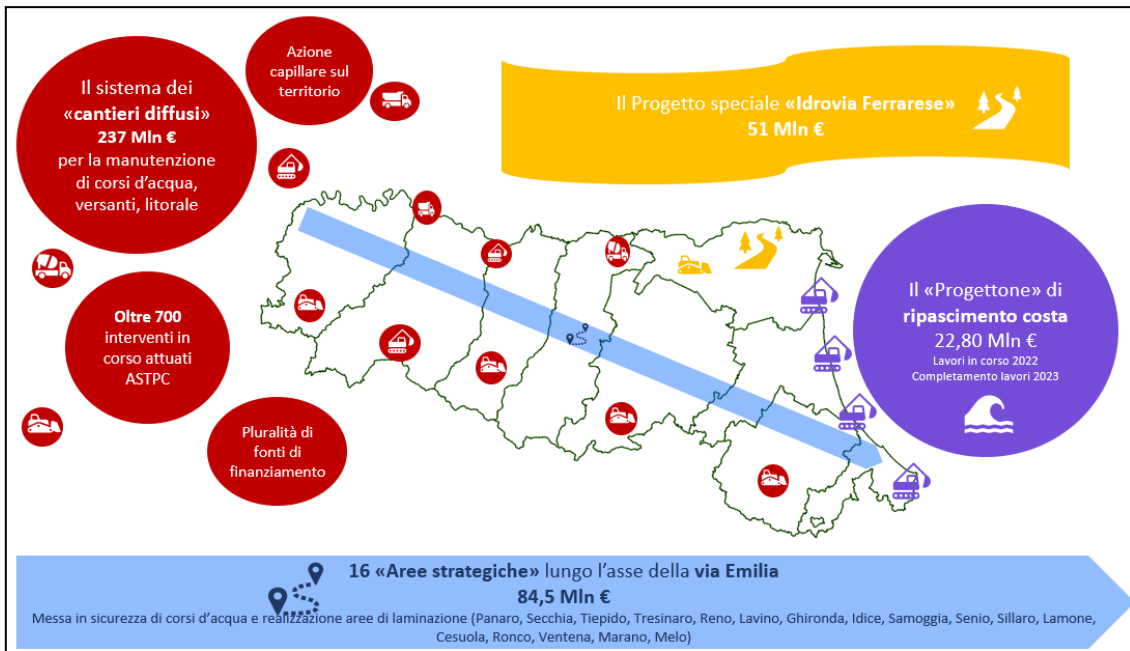 Il sistema dei
«cantieri diffusi»
237 Mln €
per la manutenzione
di corsi d'acqua,
versanti, litorale
Azione
capillare sul
territorio
Il Progetto speciale «Idrovia Ferrarese»
51 Mln €
Oltre 700
interventi in
corso attuati
ASTPC
Pluralità di
fonti di
finanziamento
Il «Progettone» di
ripascimento costa
22,80 Mln €
Lavori in corso 2022
Completamento lavori 2023
16 «Aree strategiche» lungo l'asse della via Emilia
84,5 Mln €
Messa in sicurezza di corsi d'acqua e realizzazione aree di laminazione (Panaro, Secchia, Tiepido, Tresinaro, Reno, Lavino, Ghironda, Idice, Samoggia, Senio, Sillaro, Lamone,
Cesuola, Ronco, Ventena, Marano, Melo)